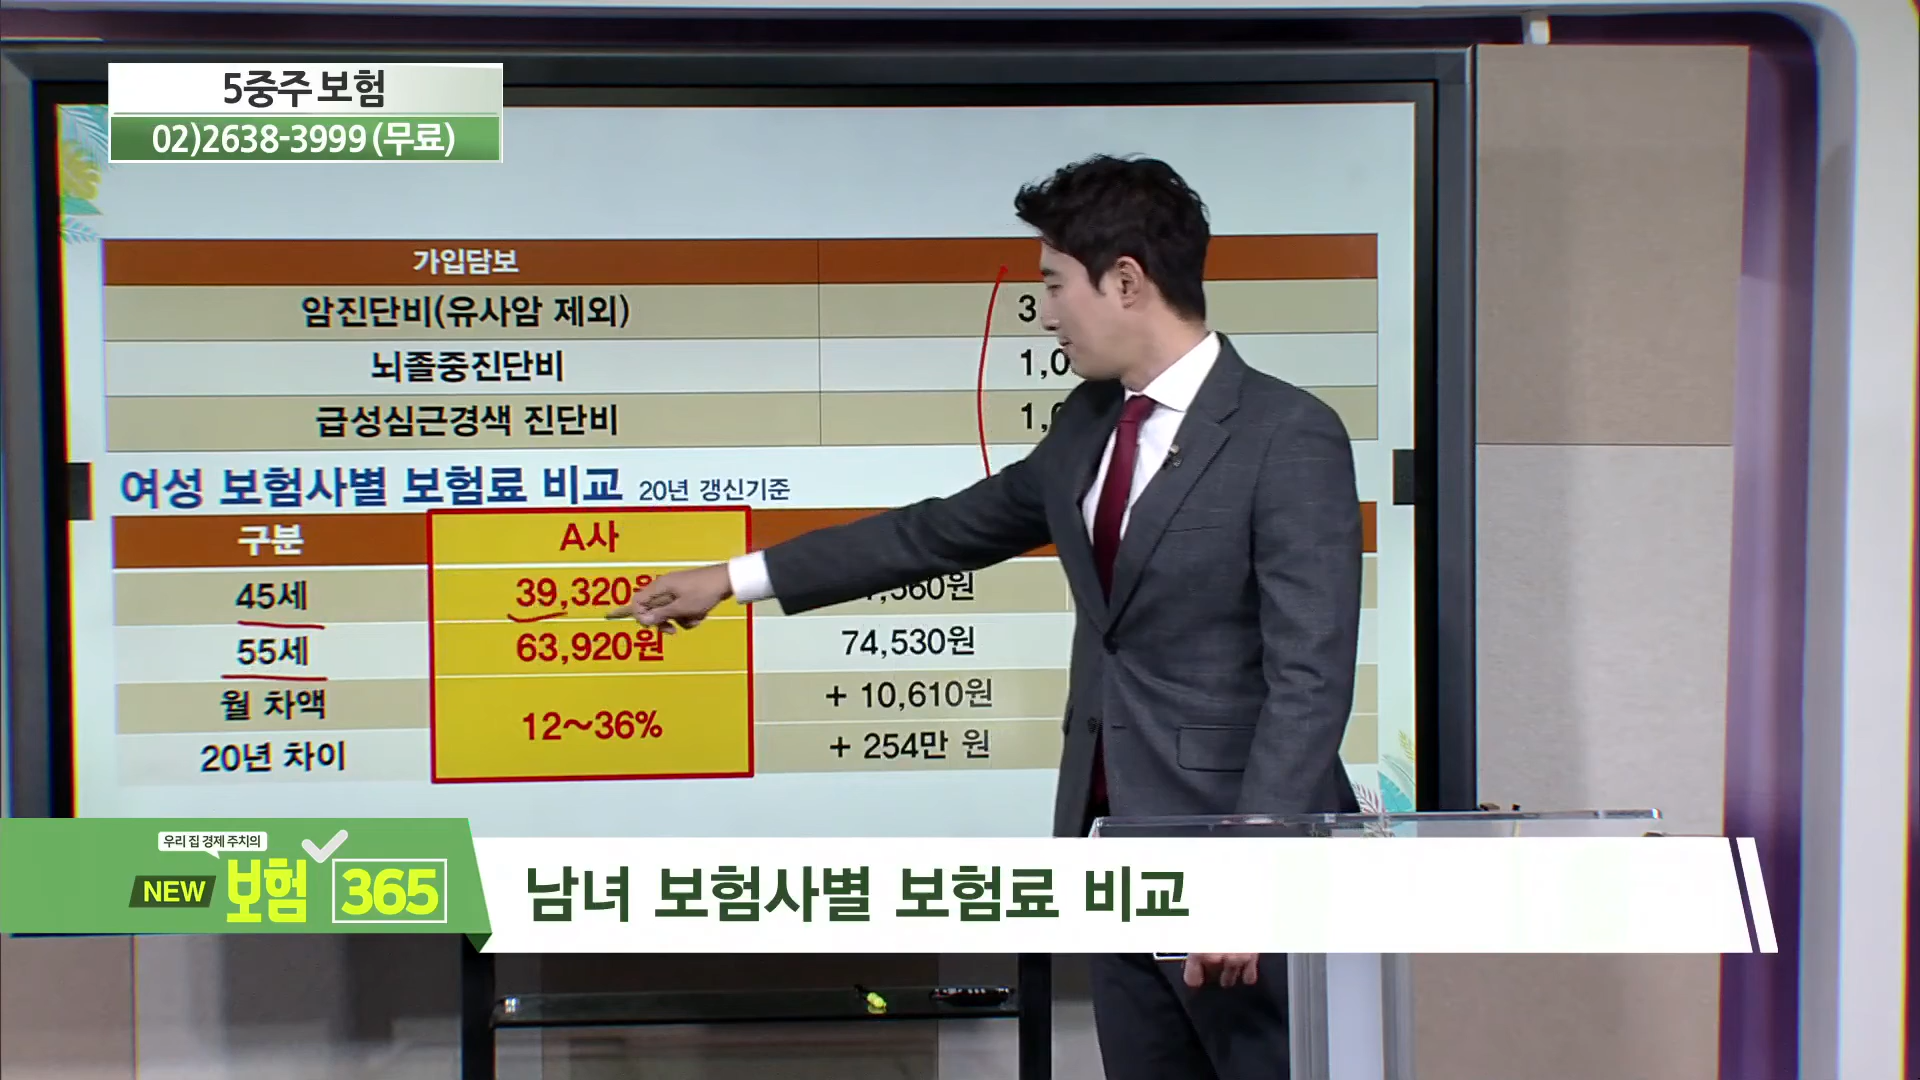 5중주 보험
02)2638-3999 (무료)
가입담보
암진단비(유사암 제외)
뇌졸중진단비
급성심근경색 진단비
여성 보험사별 보험료 비교 20년 갱신기준
구분 A사
45세 39,320원
55세 63,920원 74,530원
월 차액 12~36% + 10,610원
20년 차이 + 254만 원
우리 집 경제 주치의
NEW 보험 365
남녀 보험사별 보험료 비교